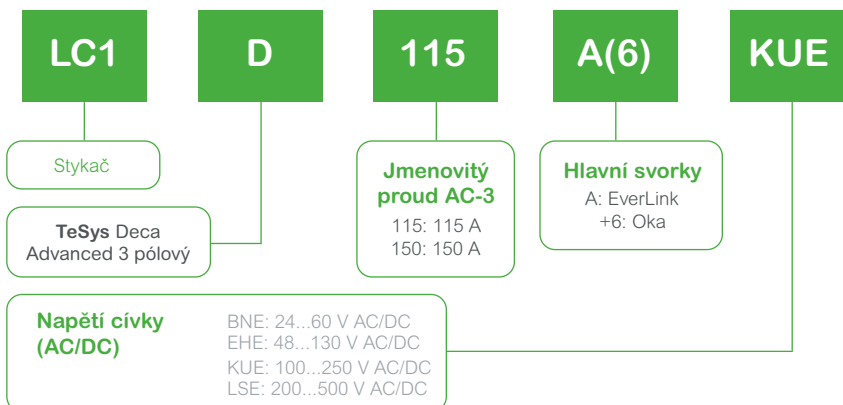 LC1 D 115 A(6) KUE
Stykač
TeSys Deca
Advanced 3 pólový
Jmenovitý
proud AC-3
115: 115 A
150: 150 A
Hlavní svorky
A: EverLink
+6: Oka
Napětí cívky
(AC/DC)
BNE: 24...60 V AC/DC
EHE: 48...130 V AC/DC
KUE: 100...250 V AC/DC
LSE: 200...500 V AC/DC